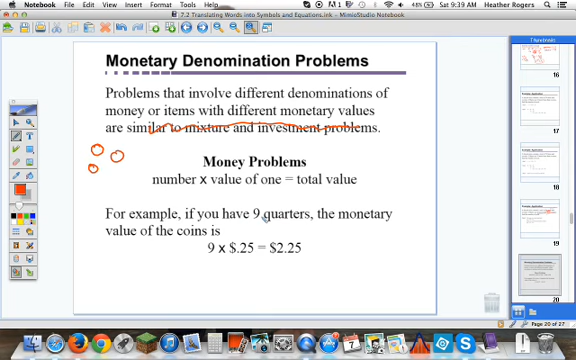 Notebook File Edit View Insert Format Tools Help
48% Sat 9:39 AM Heather Rogers
7.2 Translating Words into Symbols and Equations.ink – MimioStudio Notebook
Monetary Denomination Problems
Problems that involve different denominations of
money or items with different monetary values
are similar to mixture and investment problems.
Money Problems
number x value of one = total value
For example, if you have 9 quarters, the monetary
value of the coins is
9 x $.25 = $2.25
16
17
18
19
20
Page 20 of 27